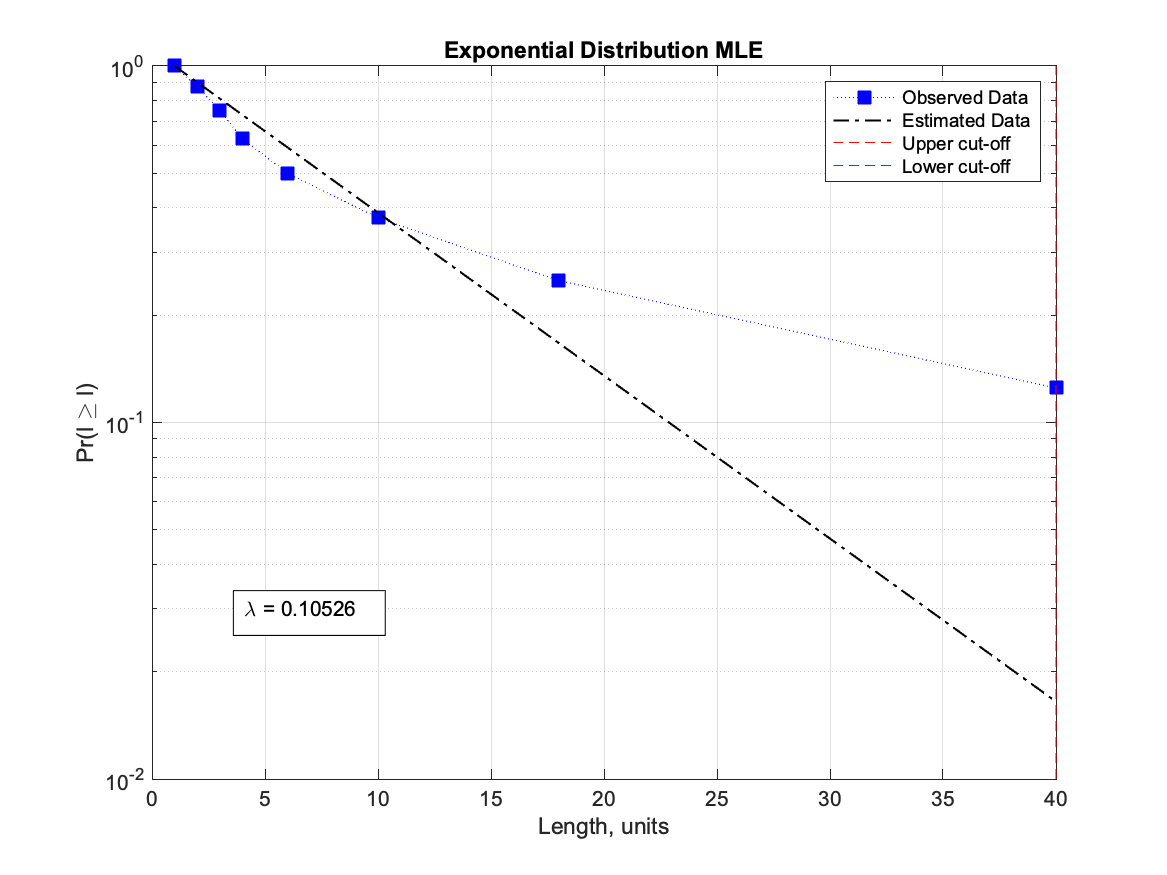 Exponential Distribution MLE
10^0
10^-1
10^-2
Pr(l ≥ l)
Observed Data
Estimated Data
Upper cut-off
Lower cut-off
λ = 0.10526
0 5 10 15 20 25 30 35 40
Length, units